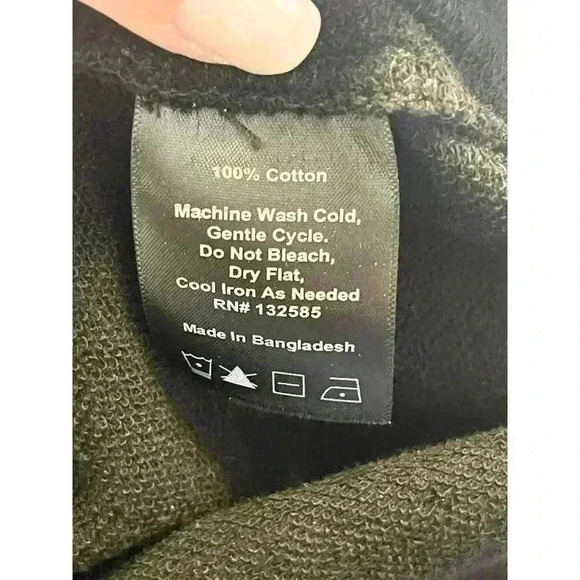 100% Cotton
Machine Wash Cold,
Gentle Cycle.
Do Not Bleach,
Dry Flat,
Cool Iron As Needed
RN# 132585
Made In Bangladesh